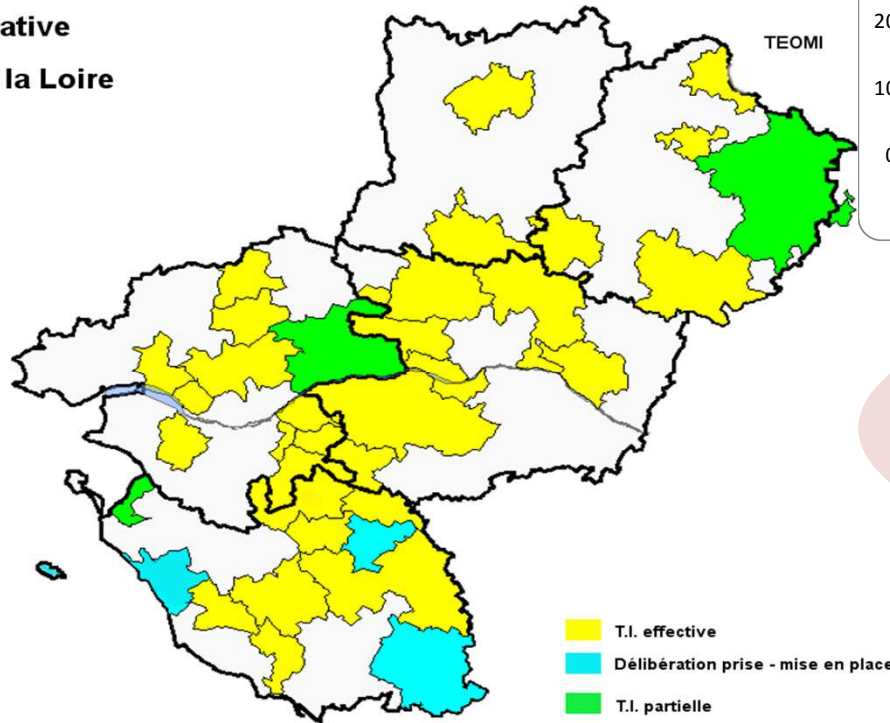 ative
la Loire
TEOMI
20
10
0
T.I. effective
Délibération prise - mise en place
T.I. partielle